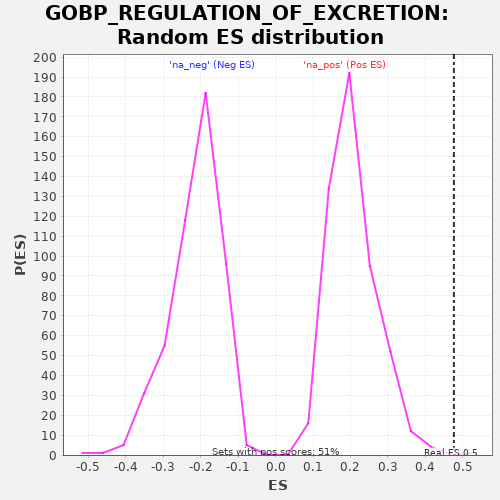 GOBP_REGULATION_OF_EXCRETION:
Random ES distribution
'na_neg' (Neg ES)
'na_pos' (Pos ES)
P(ES)
200
190
180
170
160
150
140
130
120
110
100
90
80
70
60
50
40
30
20
10
0
Sets with pos scores: 51%
Real ES 0.5
-0.5 -0.4 -0.3 -0.2 -0.1 0.0 0.1 0.2 0.3 0.4 0.5
ES